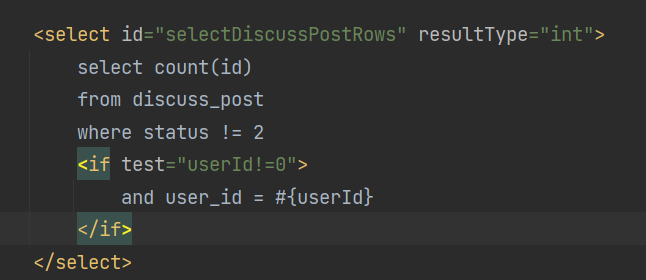 <select id="selectDiscussPostRows" resultType="int">
select count(id)
from discuss_post
where status != 2
<if test="userId!=0">
and user_id = #{userId}
</if>
</select>